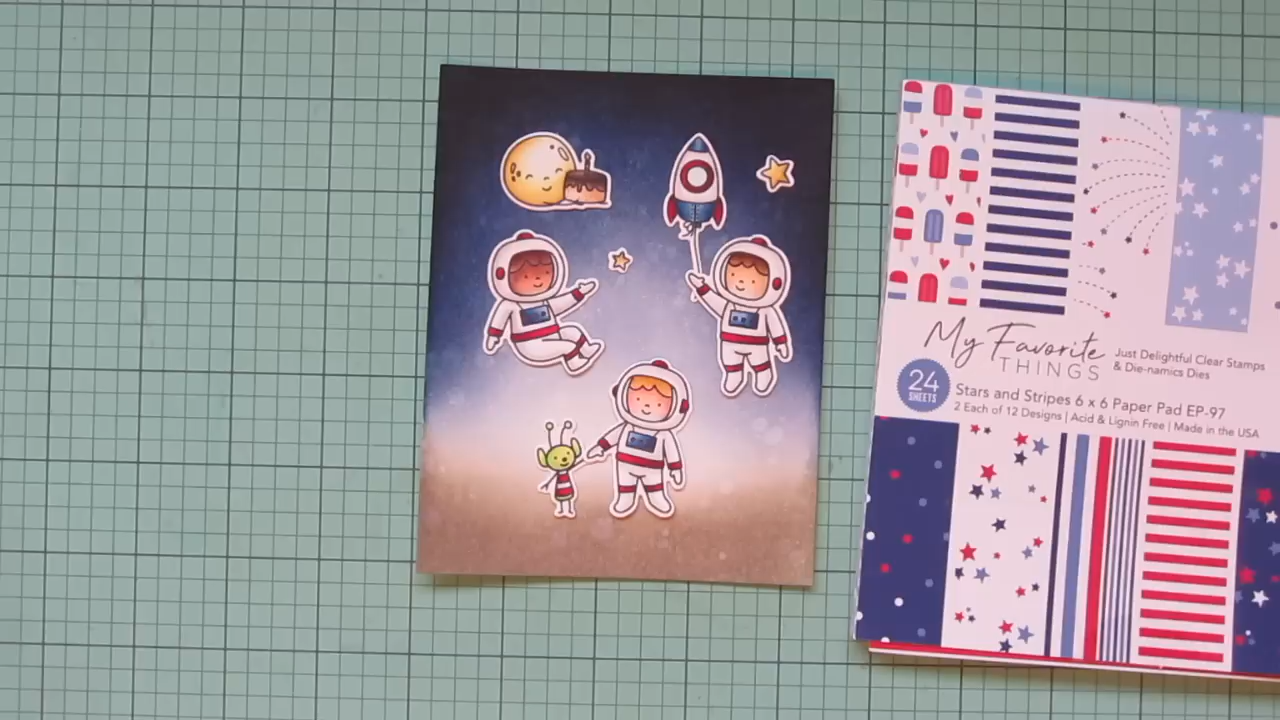 My Favorite
THINGS
Just Delightful Clear Stamps
& Die-namics Dies
24
SHEETS
Stars and Stripes 6 x 6 Paper Pad EP-97
2 Each of 12 Designs | Acid & Lignin Free | Made in the USA